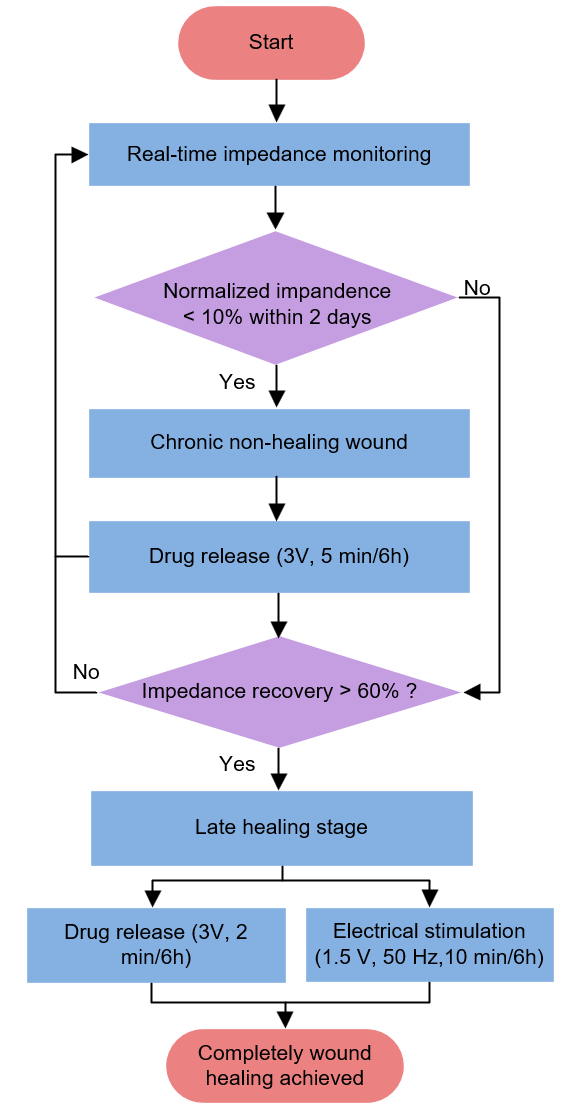 Start
Real-time impedance monitoring
Normalized impandence
< 10% within 2 days
No
Yes
Chronic non-healing wound
Drug release (3V, 5 min/6h)
No
Impedance recovery > 60% ?
Yes
Late healing stage
Drug release (3V, 2
min/6h)
Electrical stimulation
(1.5 V, 50 Hz,10 min/6h)
Completely wound
healing achieved